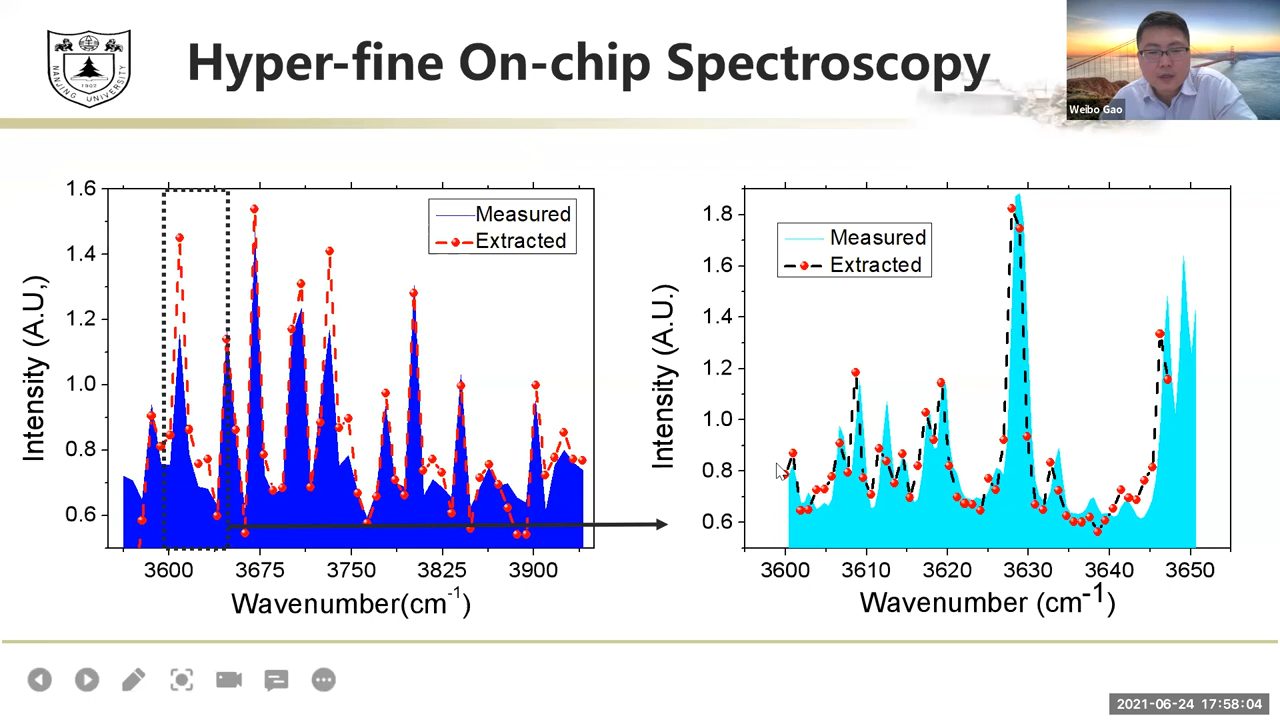 Hyper-fine On-chip Spectroscopy
NANJING UNIVERSITY
1902
Weibo Gao
1.6
1.4
1.2
1.0
0.8
0.6
Intensity (A.U,)
Measured
Extracted
3600 3675 3750 3825 3900
Wavenumber(cm-1)
1.8
1.6
1.4
1.2
1.0
0.8
0.6
Intensity (A.U.)
Measured
Extracted
3600 3610 3620 3630 3640 3650
Wavenumber (cm-1)
2021-06-24 17:58:04